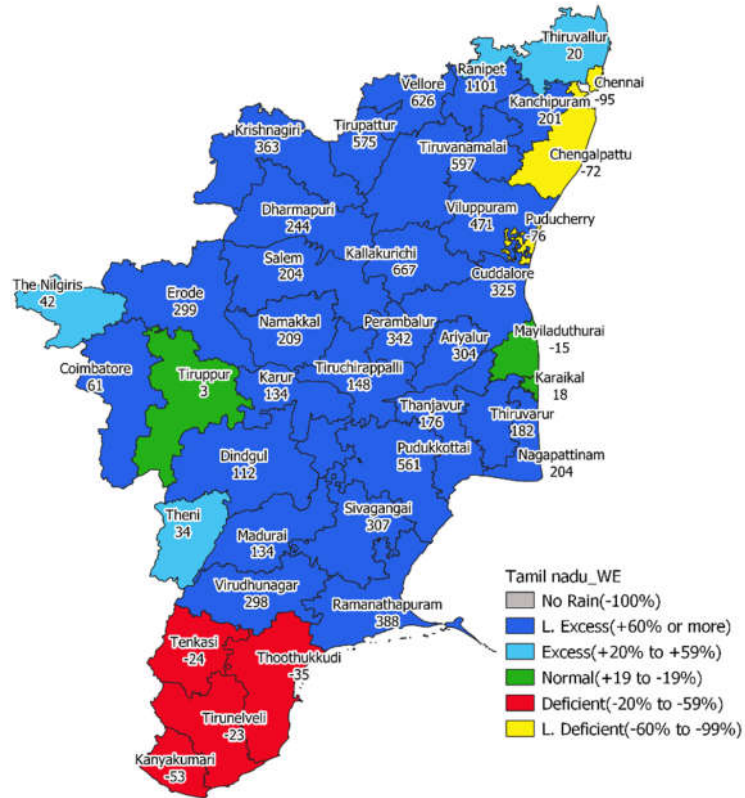 Thiruvallur
20
Chennai
-95
Ranipet
1101
Vellore
626
Kanchipuram
201
Tirupattur
575
Krishnagiri
363
Tiruvanamalai
597
Chengalpattu
-72
Dharmapuri
244
Viluppuram
471
Puducherry
-76
Salem
204
Kallakurichi
667
Cuddalore
325
The Nilgiris
42
Erode
299
Namakkal
209
Perambalur
342
Ariyalur
304
Mayiladuthurai
-15
Coimbatore
61
Tiruppur
3
Karur
134
Tiruchirappalli
148
Karaikal
18
Thanjavur
176
Thiruvarur
182
Nagapattinam
204
Dindgul
112
Pudukkottai
561
Theni
34
Madurai
134
Sivagangai
307
Virudhunagar
298
Ramanathapuram
388
Tenkasi
-24
Thoothukkudi
-35
Tirunelveli
-23
Kanyakumari
-53
Tamil nadu_WE
No Rain(-100%)
L. Excess(+60% or more)
Excess(+20% to +59%)
Normal(+19 to -19%)
Deficient(-20% to -59%)
L. Deficient(-60% to -99%)